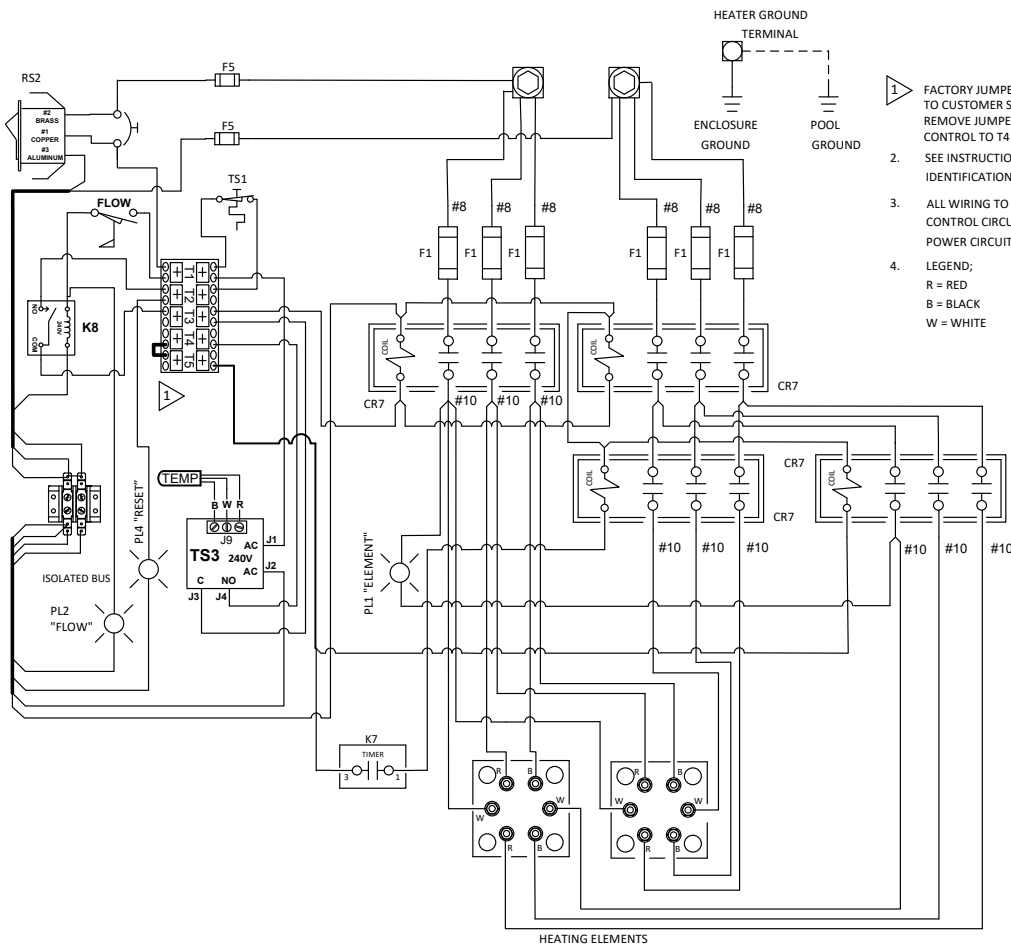 HEATER GROUND
TERMINAL
ENCLOSURE
GROUND
POOL
GROUND
1
FACTORY JUMPE
TO CUSTOMER S
REMOVE JUMPE
CONTROL TO T4
2. SEE INSTRUCTIO
IDENTIFICATION
3. ALL WIRING TO
CONTROL CIRCU
POWER CIRCUIT
4. LEGEND;
R = RED
B = BLACK
W = WHITE
RS2
#2
BRASS
#1
COPPER
#3
ALUMINUM
F5
F5
FLOW
TS1
T1
T2
T3
T4
T5
1
NO
COM
240V
K8
#8
#8
#8
#8
#8
#8
F1
F1
F1
F1
F1
F1
COIL
COIL
CR7
#10
#10
#10
CR7
COIL
COIL
CR7
CR7
#10
#10
#10
#10
#10
#10
ISOLATED BUS
PL4 "RESET"
PL2
"FLOW"
TEMP
B W R
J9
TS3
AC
240V
AC
J1
J2
C NO
J3 J4
PL1 "ELEMENT"
K7
TIMER
3 1
R B
W W
R B
R B
W W
R B
HEATING ELEMENTS